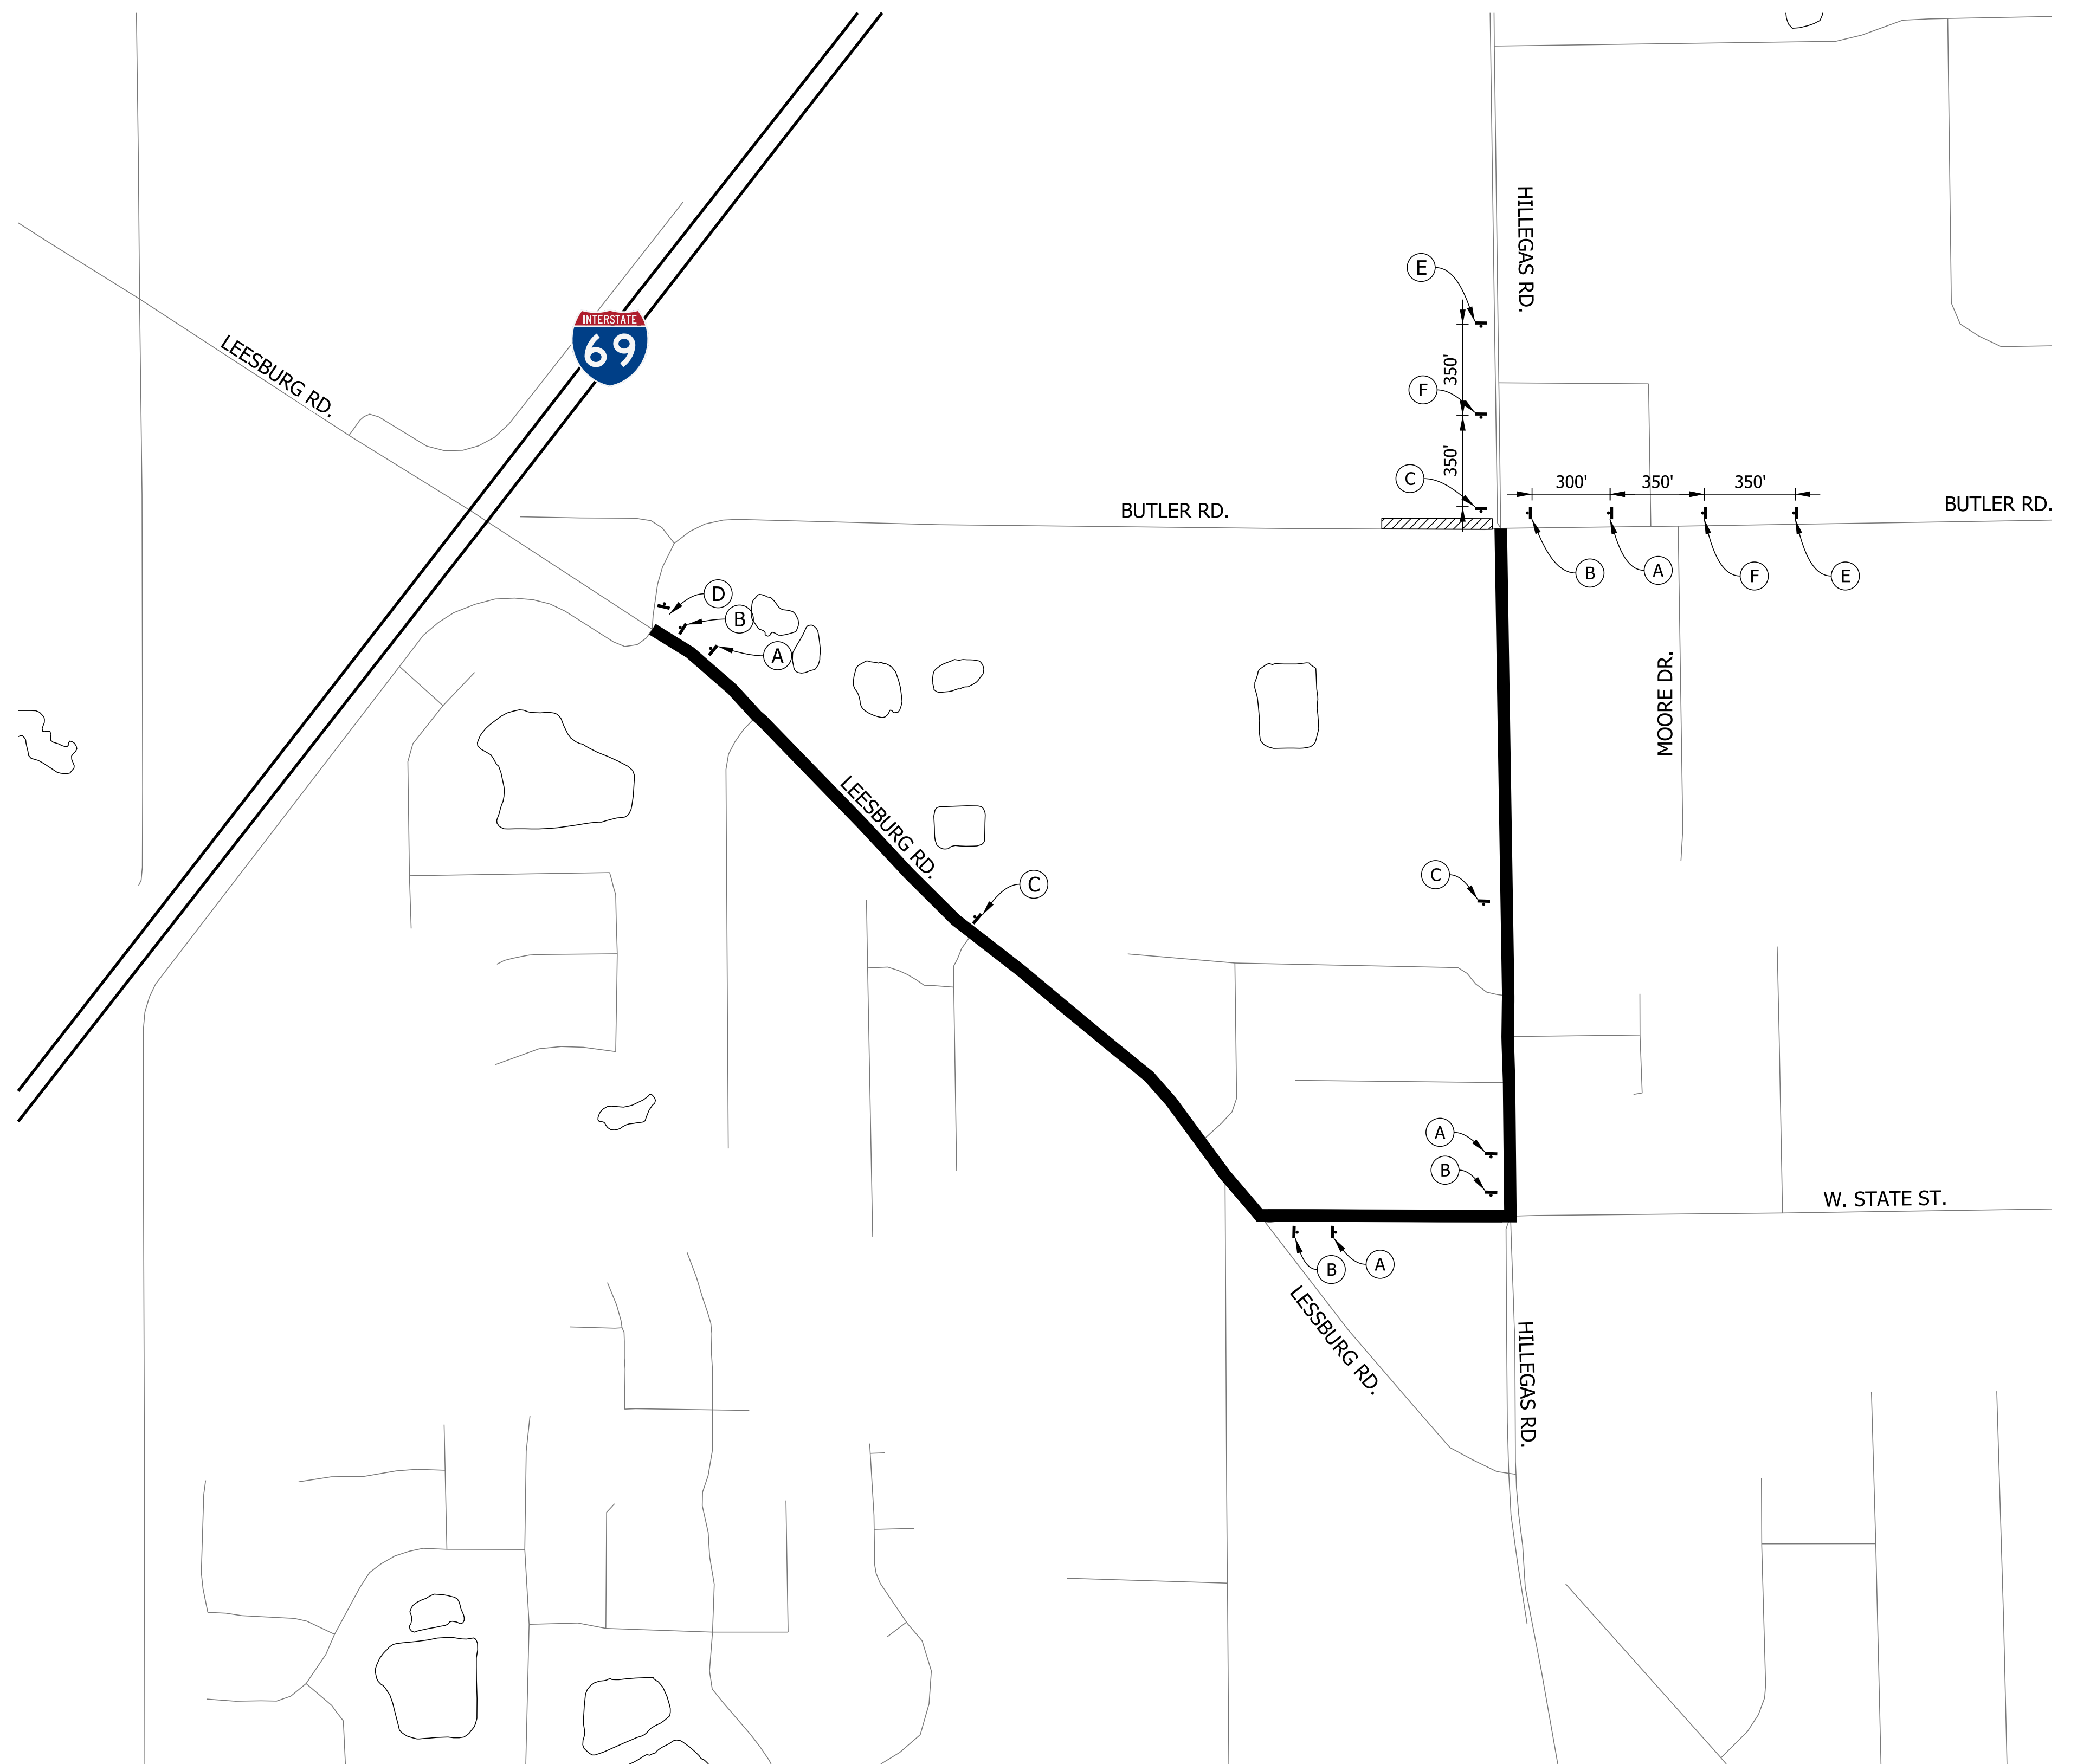 HILLEGAS RD.
E
INTERSTATE
69
LEESBURG RD.
350'
F
350'
C
300'
350'
350'
BUTLER RD.
BUTLER RD.
B
A
F
E
D
B
A
MOORE DR.
LEESBURG RD.
C
C
A
B
W. STATE ST.
B
A
LESSBURG RD.
HILLEGAS RD.